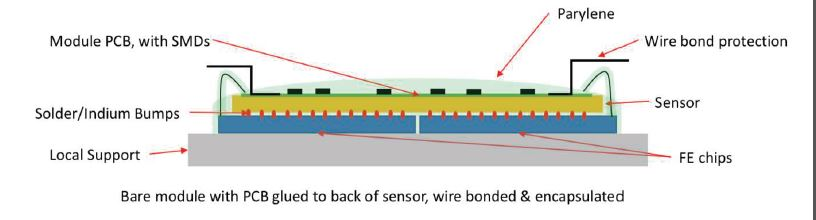 Parylene
Module PCB, with SMDs
Wire bond protection
Sensor
Solder/Indium Bumps
Local Support
FE chips
Bare module with PCB glued to back of sensor, wire bonded & encapsulated